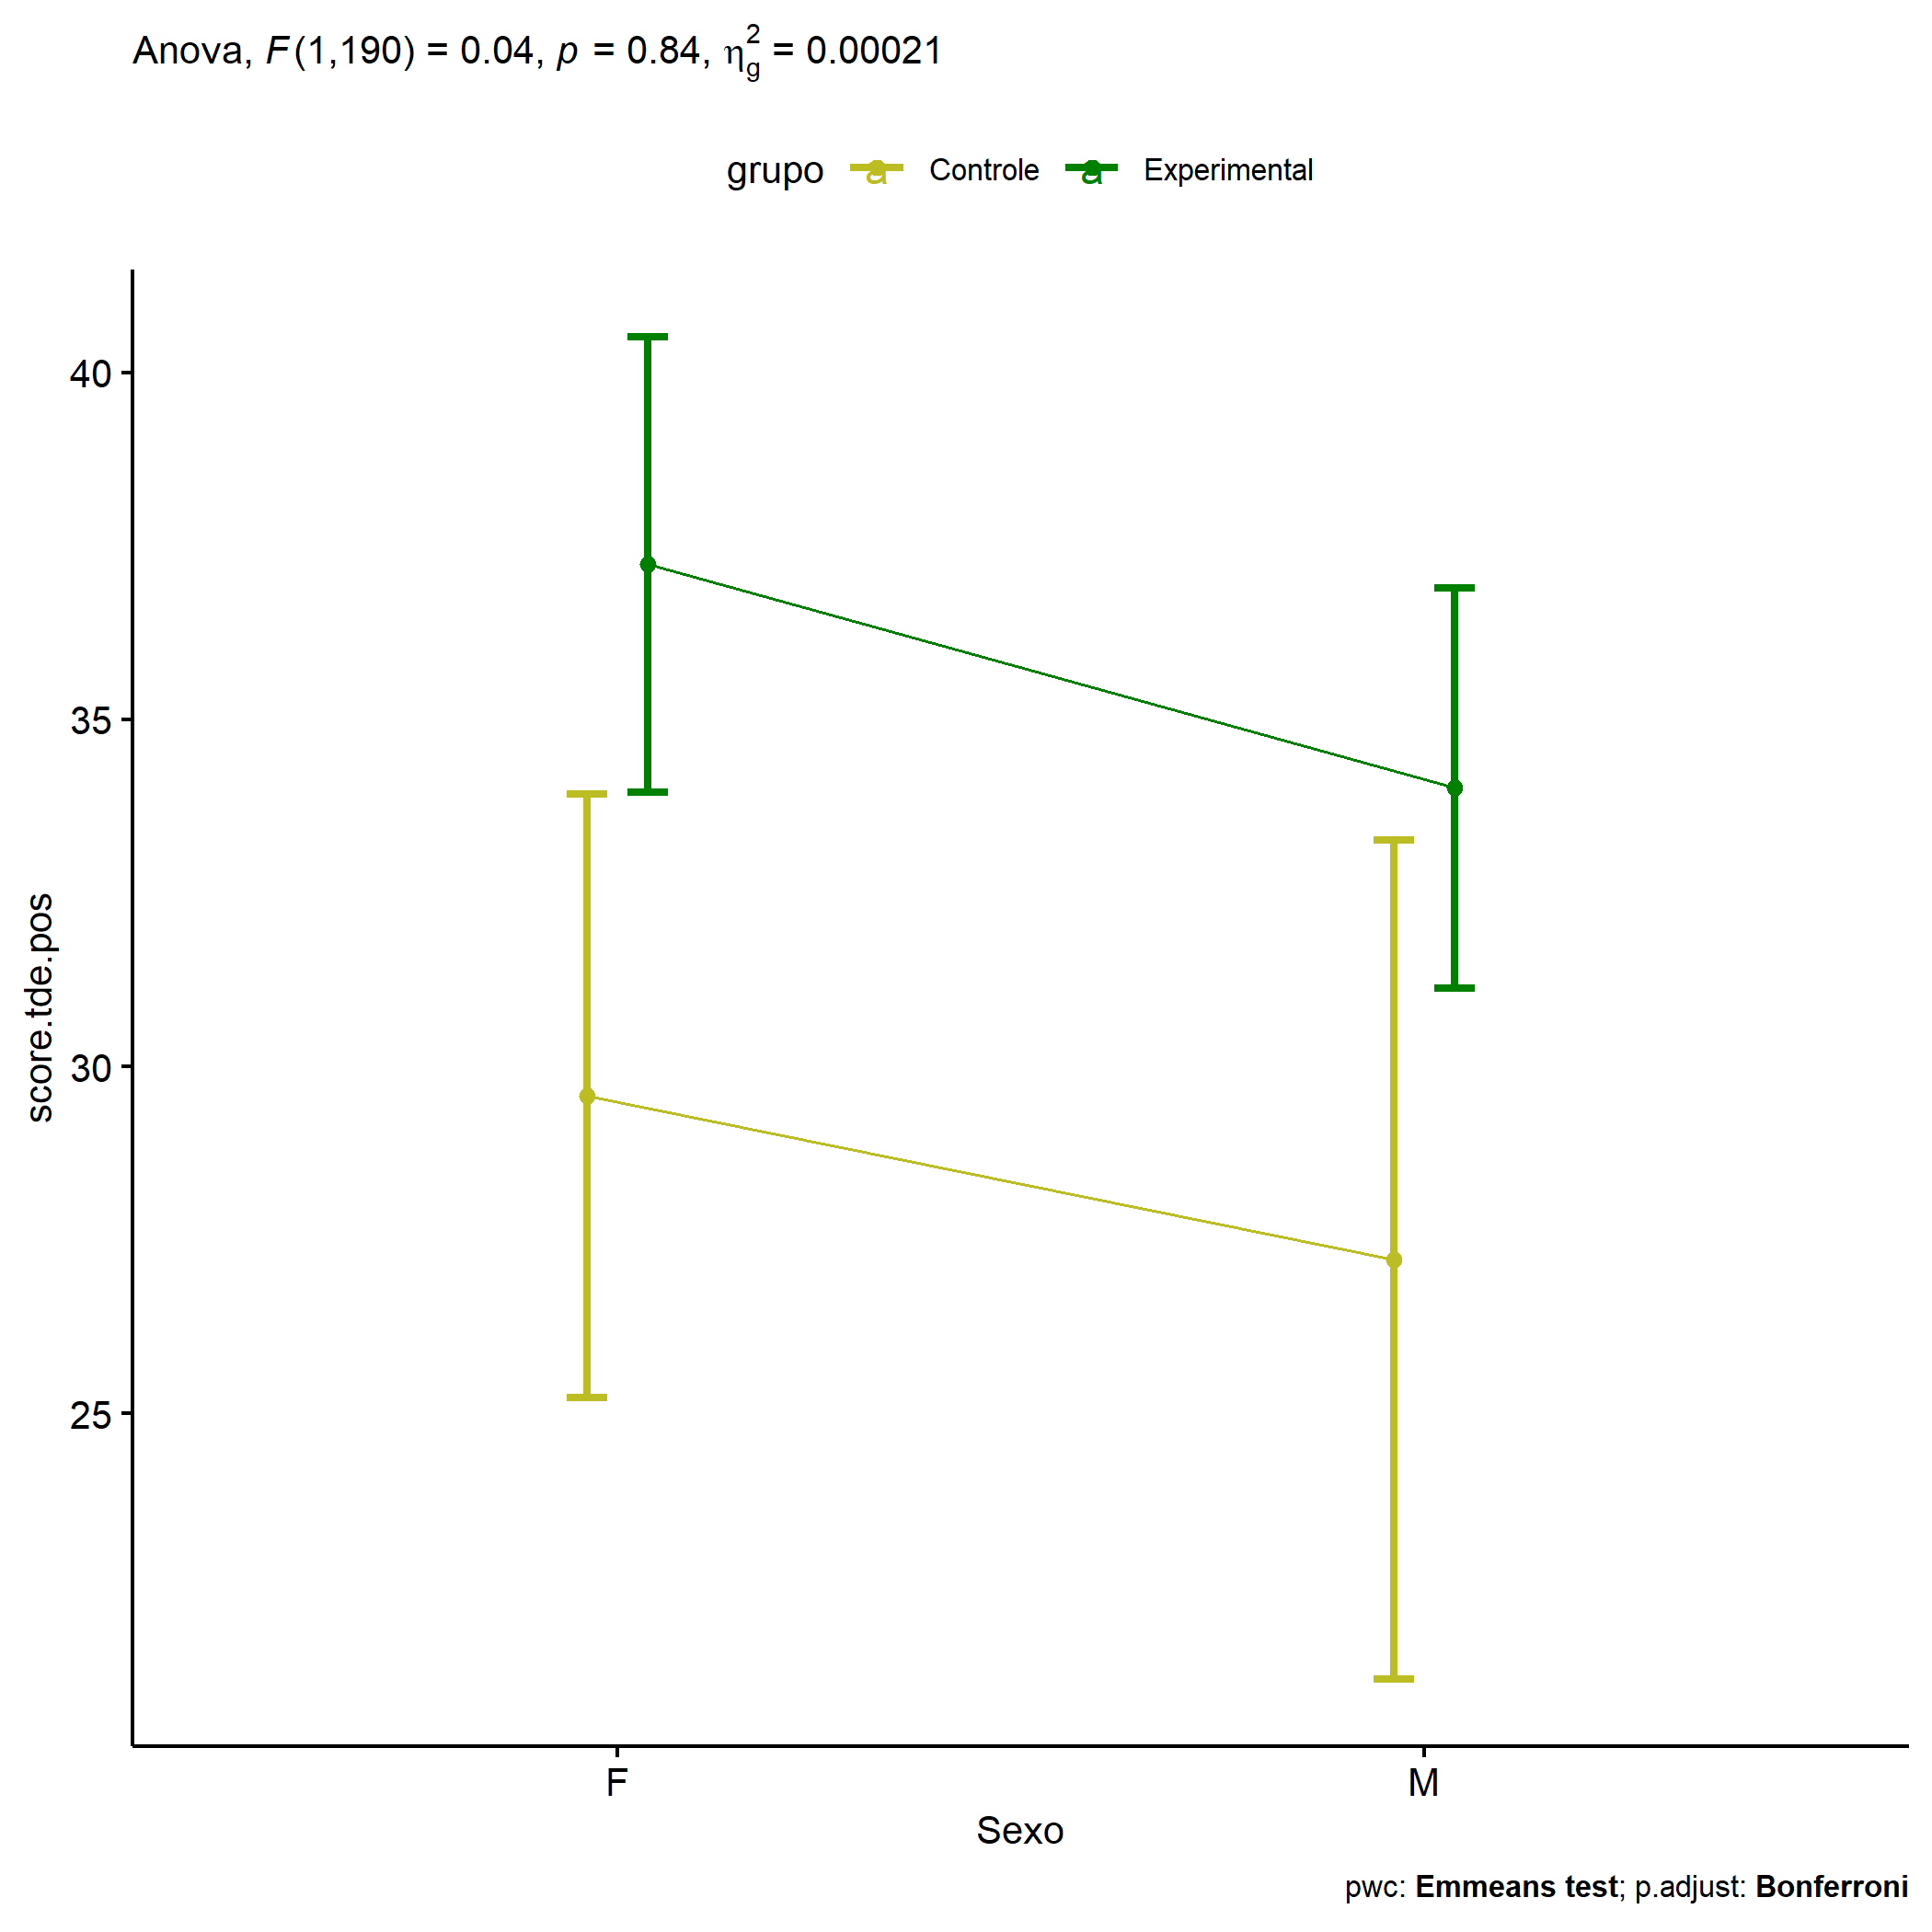 Anova, F(1,190) = 0.04, p = 0.84, η²g = 0.00021
grupo a Controle a Experimental
40
35
30
25
score.tde.pos
F M
Sexo
pwc: Emmeans test; p.adjust: Bonferroni